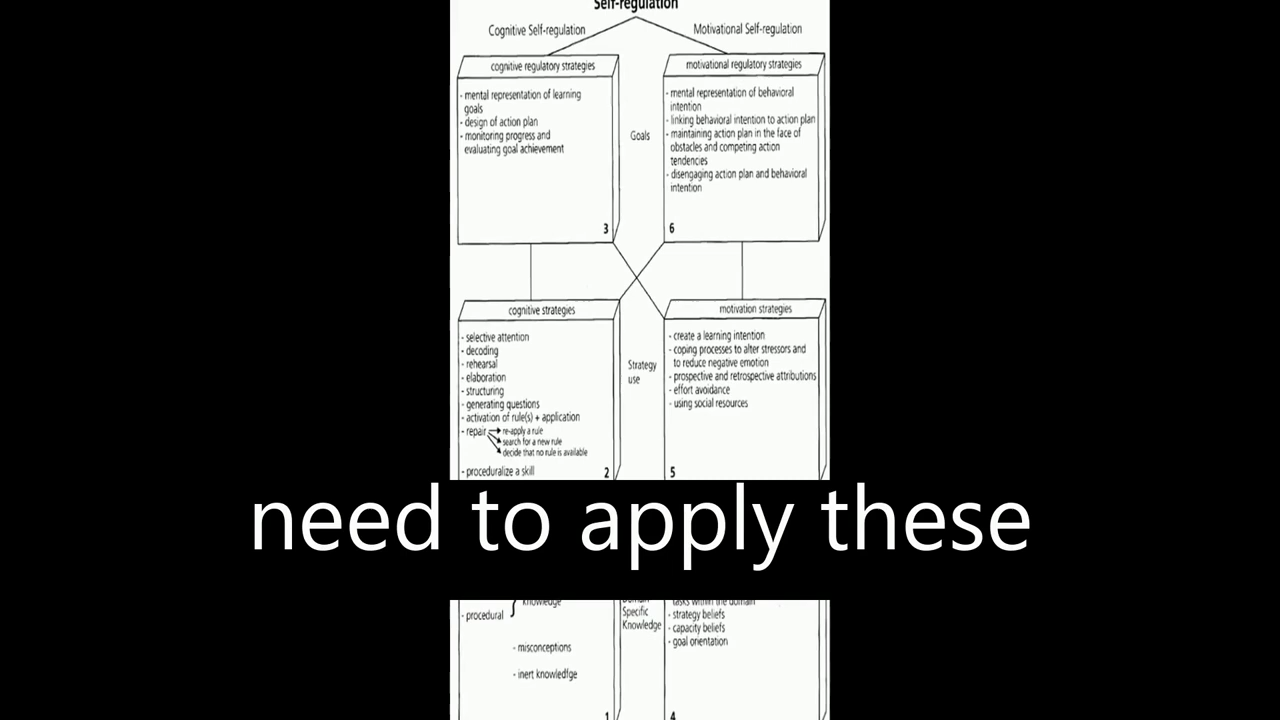 Self-regulation
Cognitive Self-regulation
Motivational Self-regulation
cognitive regulatory strategies
- mental representation of learning
goals
- design of action plan
- monitoring progress and
evaluating goal achievement
3
Goals
motivational regulatory strategies
- mental representation of behavioral
intention
- linking behavioral intention to action plan
- maintaining action plan in the face of
obstacles and competing action
tendencies
- disengaging action plan and behavioral
intention
6
cognitive strategies
- selective attention
- decoding
- rehearsal
- elaboration
- structuring
- generating questions
- activation of rule(s) + application
- repair
re-apply a rule
search for a new rule
decide that no rule is available
- proceduralize a skill
2
Strategy
use
motivation strategies
- create a learning intention
- coping processes to alter stressors and
to reduce negative emotion
- prospective and retrospective attributions
- effort avoidance
- using social resources
5
need to apply these
knowledge
- procedural
- misconceptions
- inert knowledfge
1
Domain
Specific
Knowledge
tasks within the domain
- strategy beliefs
- capacity beliefs
- goal orientation
4